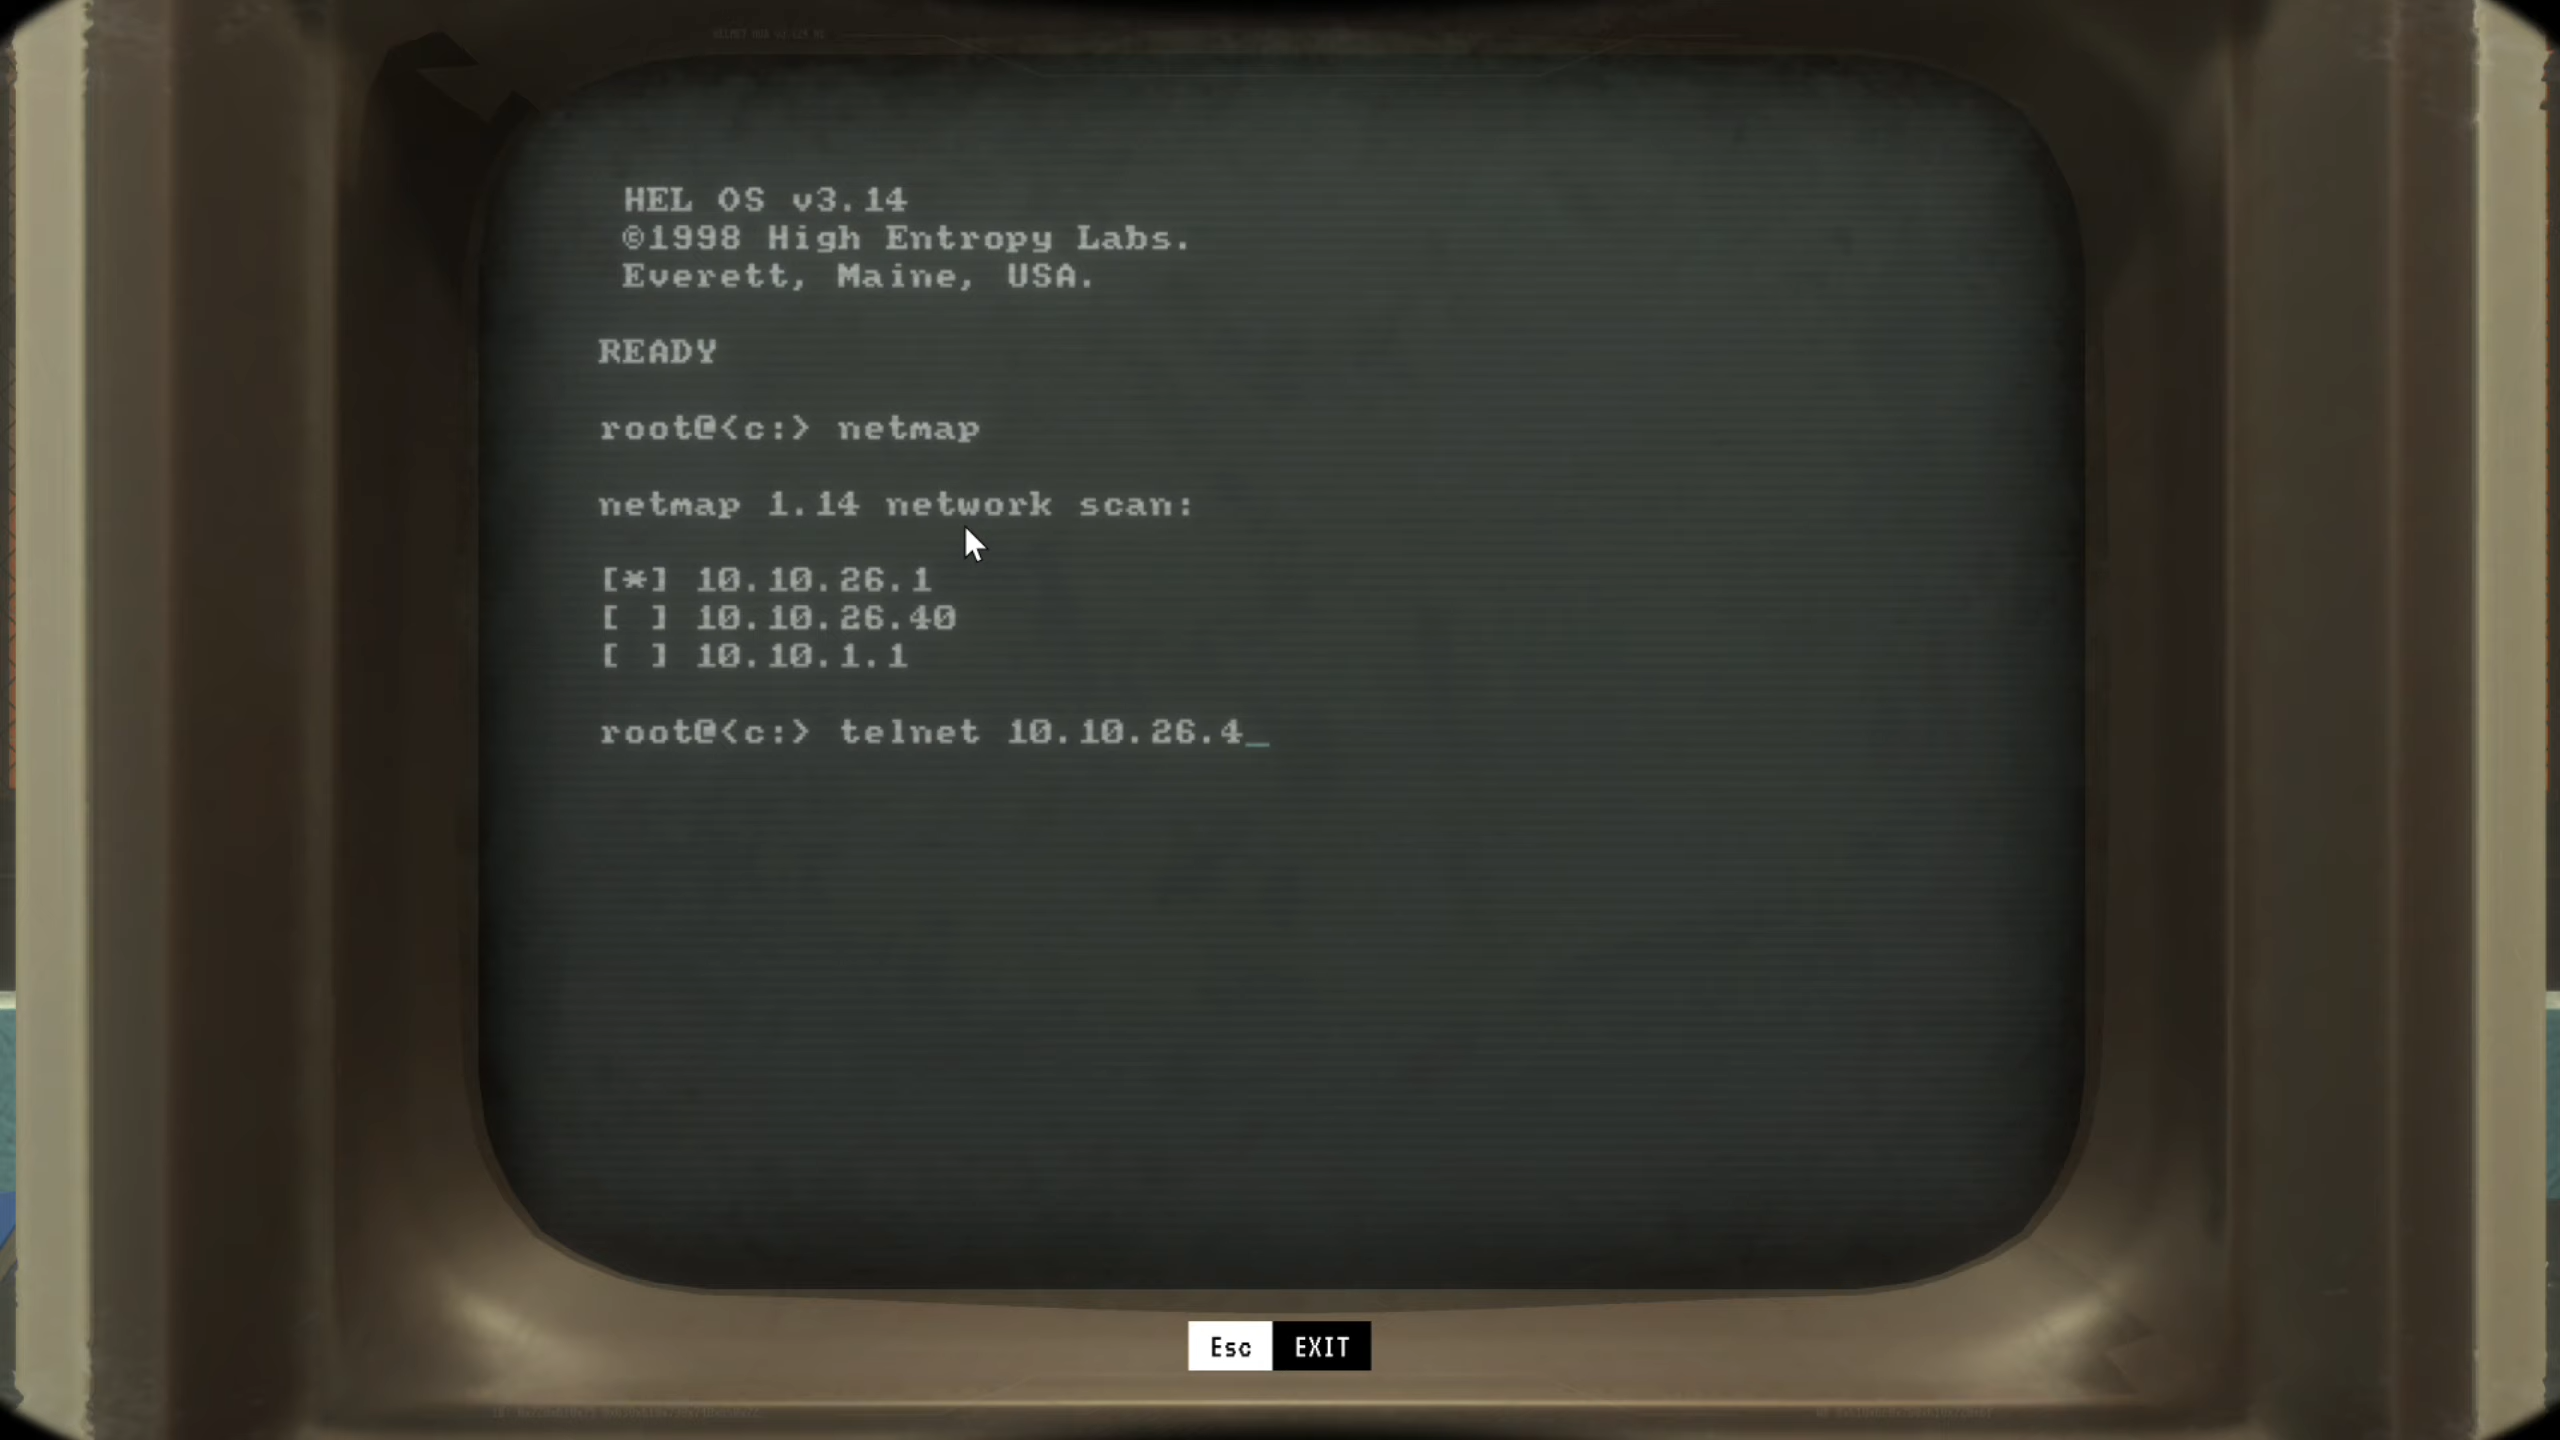 HEL OS v3.14
©1998 High Entropy Labs.
Everett, Maine, USA.
READY
root@<c:> netmap
netmap 1.14 network scan:
[*] 10.10.26.1
[ ] 10.10.26.40
[ ] 10.10.1.1
root@<c:> telnet 10.10.26.4_
Esc EXIT